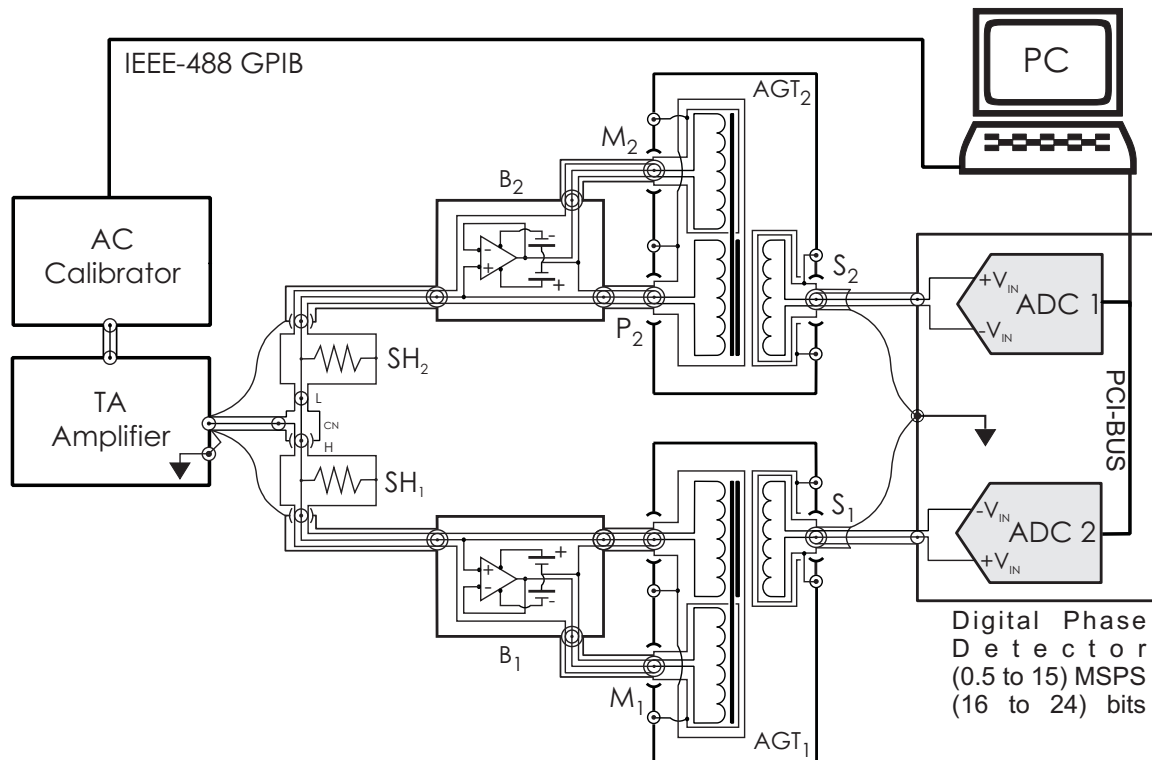 IEEE-488 GPIB
PC
AGT2
M2
B2
AC
Calibrator
S2
+VIN
ADC 1
-VIN
P2
SH2
L
TA
Amplifier
CN
H
PCI-BUS
SH1
S1
-VIN
ADC 2
+VIN
B1
M1
AGT1
Digital Phase
Detector
(0.5 to 15) MSPS
(16 to 24) bits